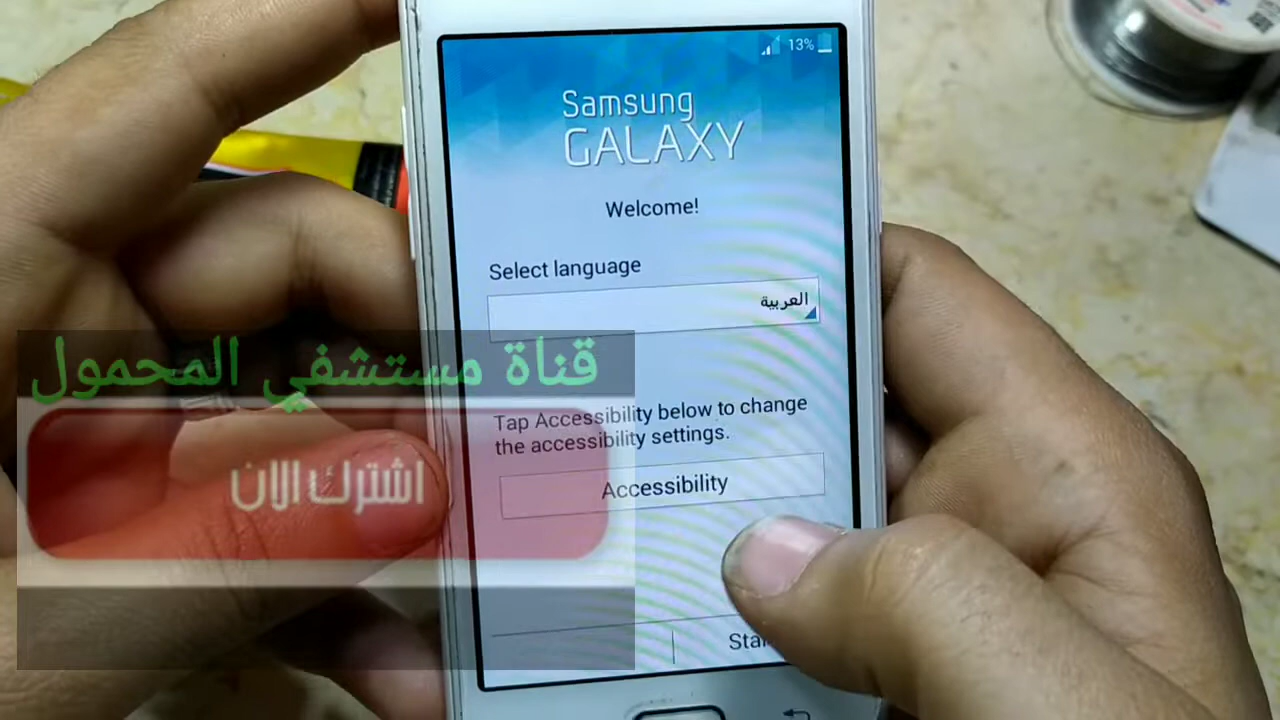 13%
Samsung
GALAXY
Welcome!
Select language
العربية
قناة مستشفي المحمول
Tap Accessibility below to change
the accessibility settings.
اشترك الان
Accessibility